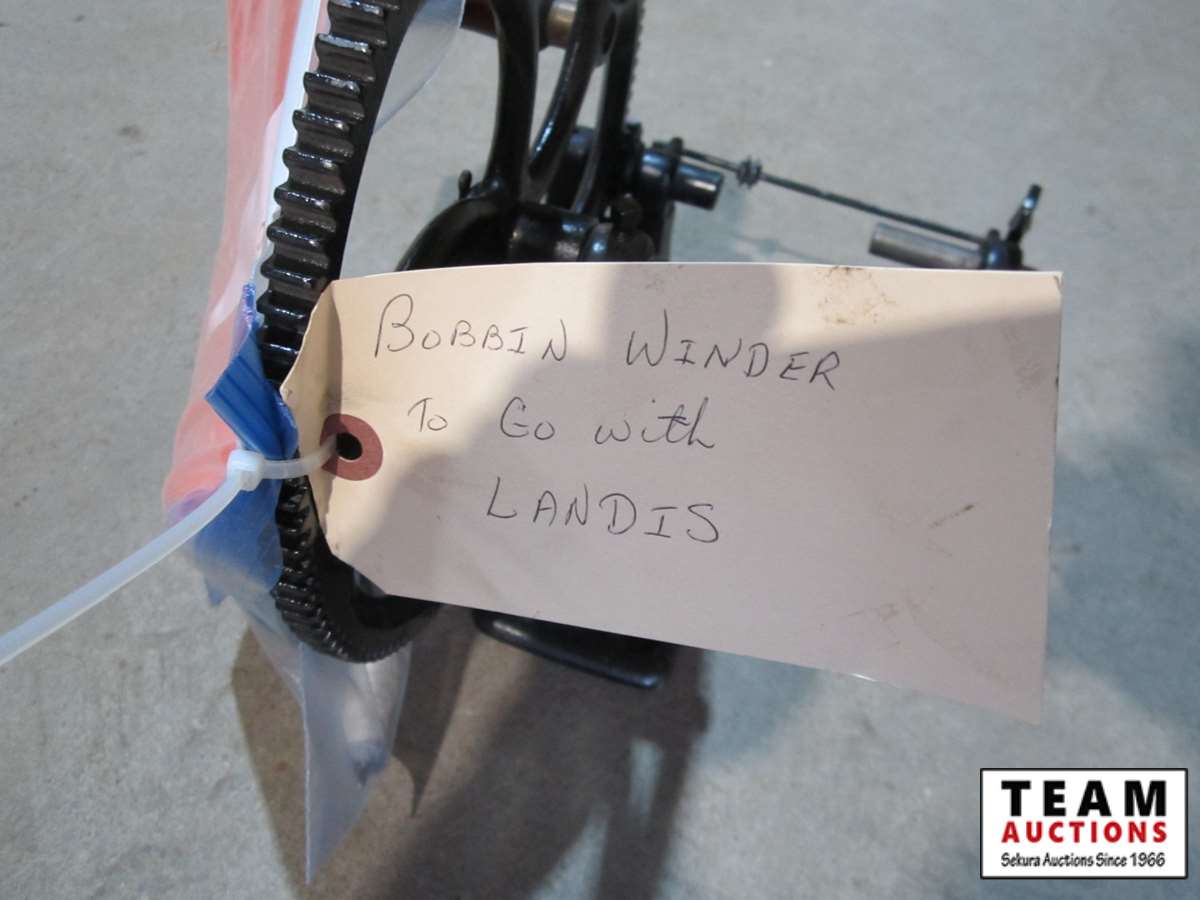 BOBBIN WINDER
To Go with
LANDIS
TEAM
AUCTIONS
Sekura Auctions Since 1966